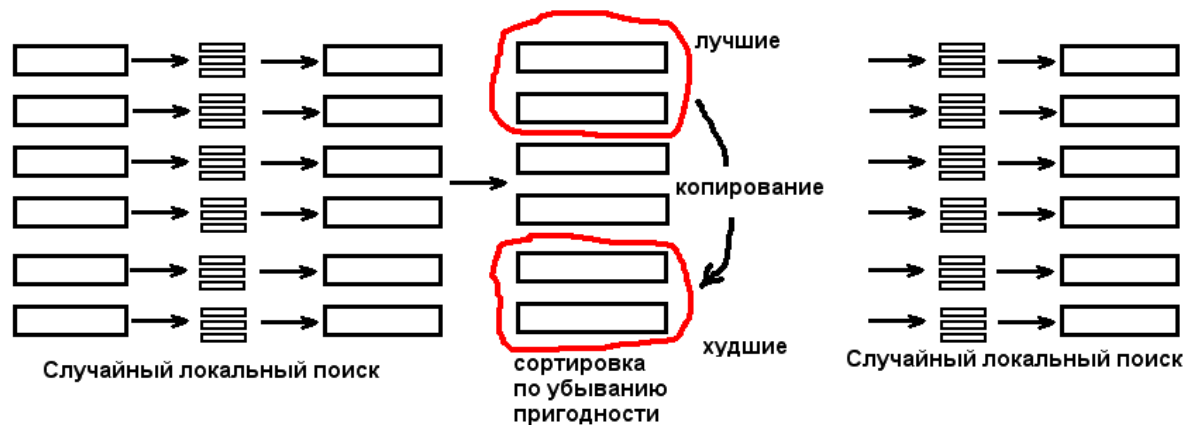 лучшие
копирование
худшие
Случайный локальный поиск
сортировка
по убыванию
пригодности
Случайный локальный поиск